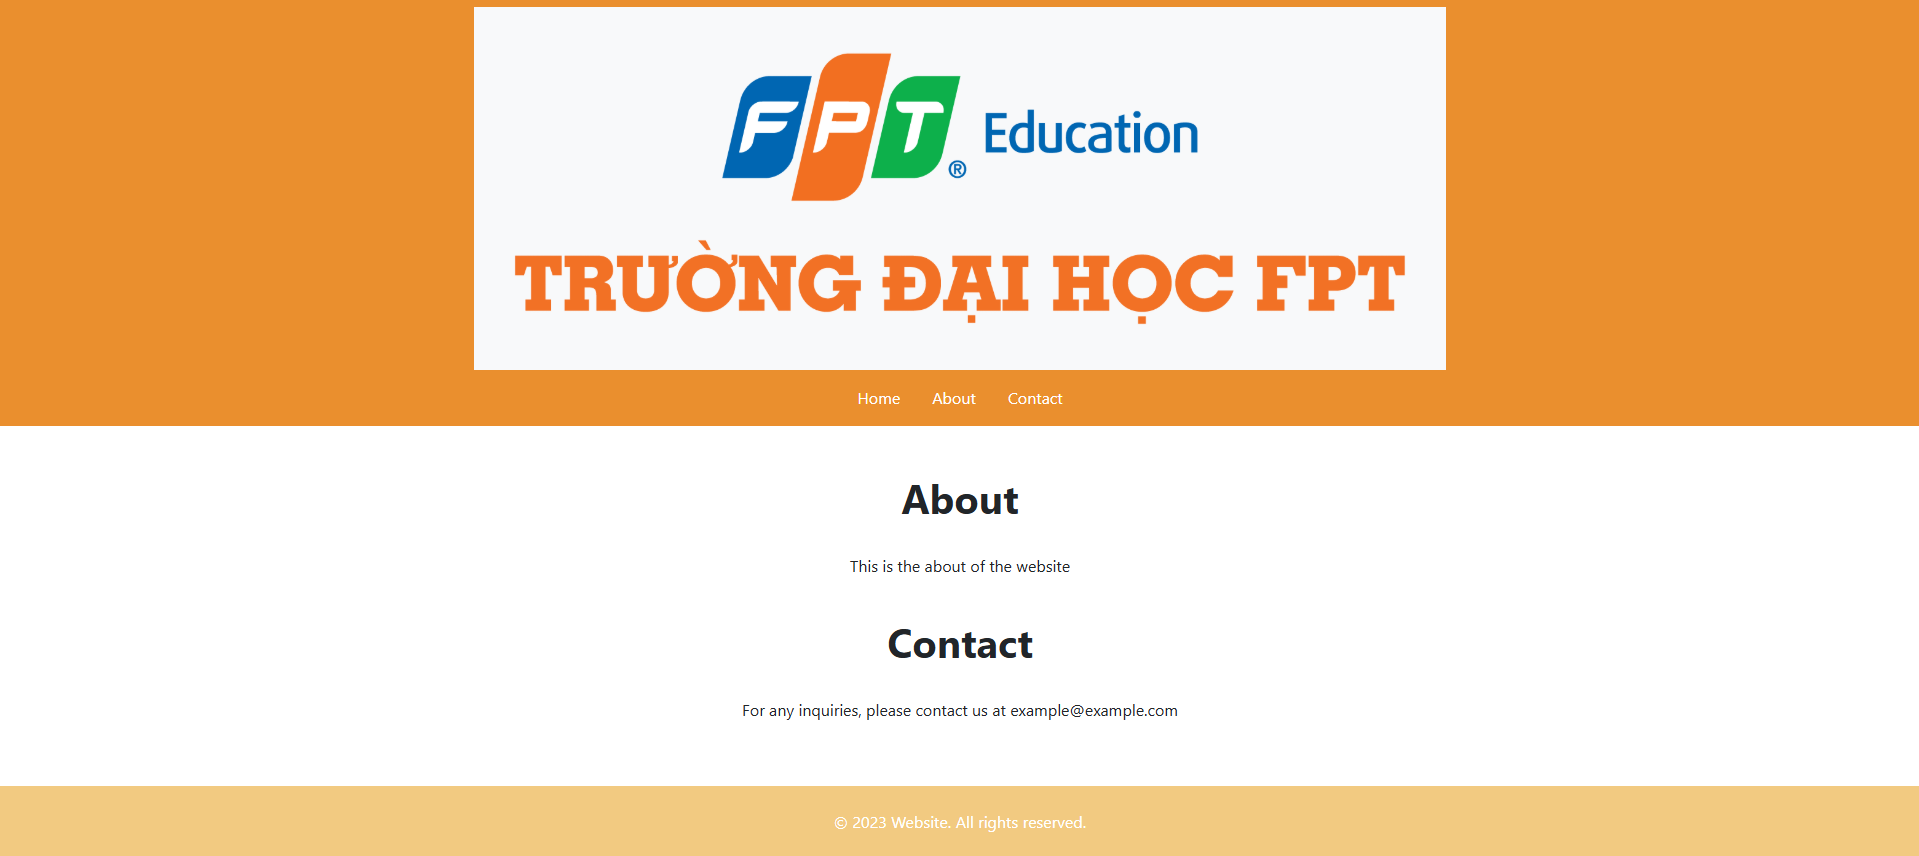 FPT® Education
TRƯỜNG ĐẠI HỌC FPT
Home About Contact
About
This is the about of the website
Contact
For any inquiries, please contact us at example@example.com
© 2023 Website. All rights reserved.